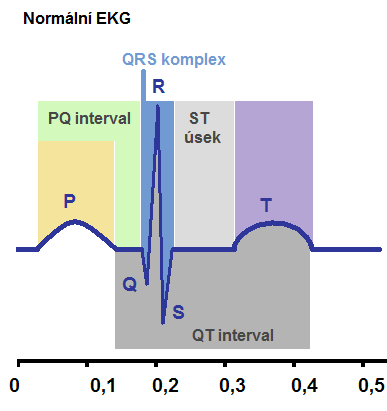 Normální EKG
QRS komplex
R
PQ interval
ST
úsek
P
T
Q
S
QT interval
0 0,1 0,2 0,3 0,4 0,5